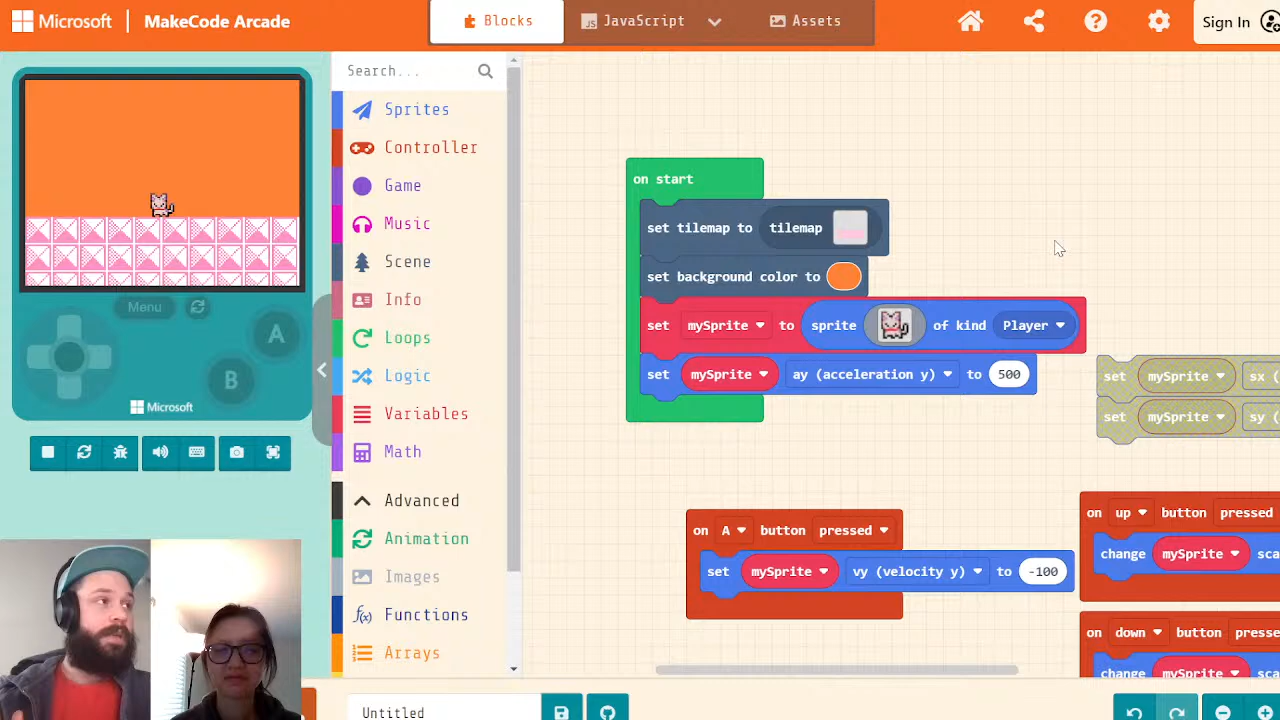 Microsoft | MakeCode Arcade
Blocks
JavaScript
Assets
Sign In
Search...
Sprites
Controller
Game
Music
Scene
Info
Loops
Logic
Variables
Math
Advanced
Animation
Images
Functions
Arrays
Menu
A
B
Microsoft
on start
set tilemap to tilemap
set background color to
set mySprite to sprite of kind Player
set mySprite ay (acceleration y) to 500
set mySprite sx (
set mySprite sy (
on A button pressed
set mySprite vy (velocity y) to -100
on up button pressed
change mySprite sca
on down button presse
change mySprite sca
Untitled